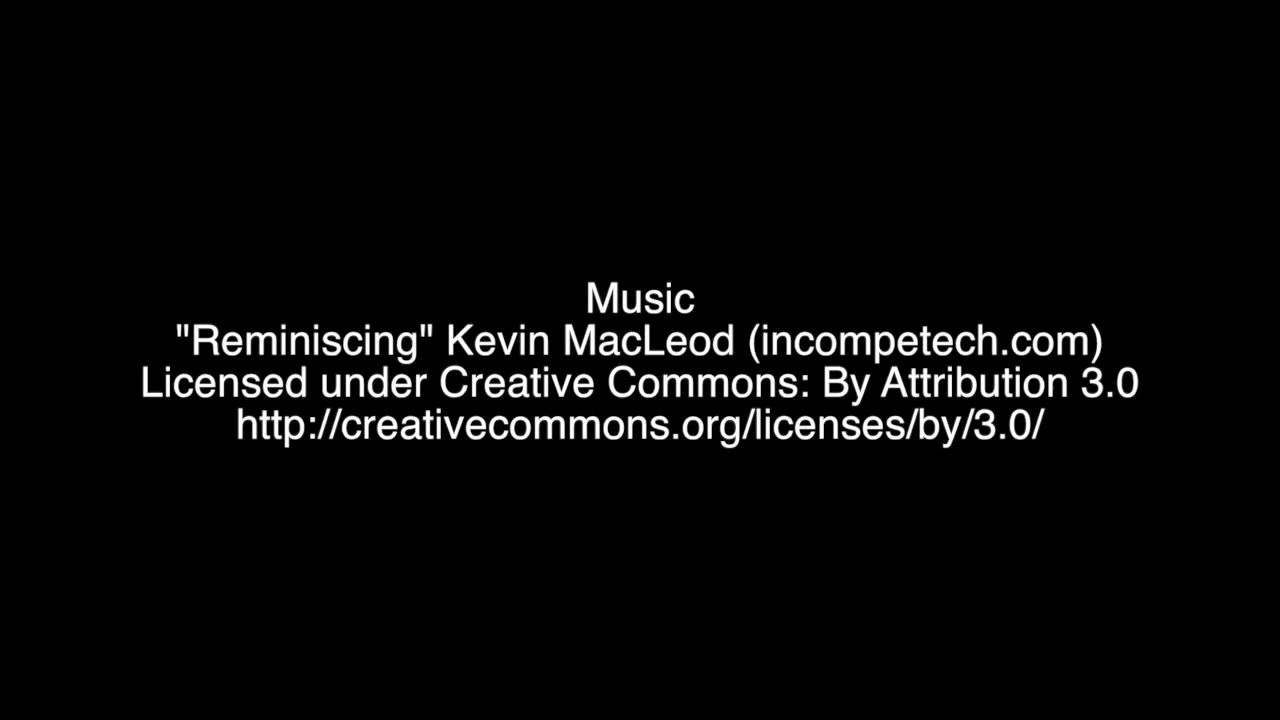 Music
"Reminiscing" Kevin MacLeod (incompetech.com)
Licensed under Creative Commons: By Attribution 3.0
http://creativecommons.org/licenses/by/3.0/